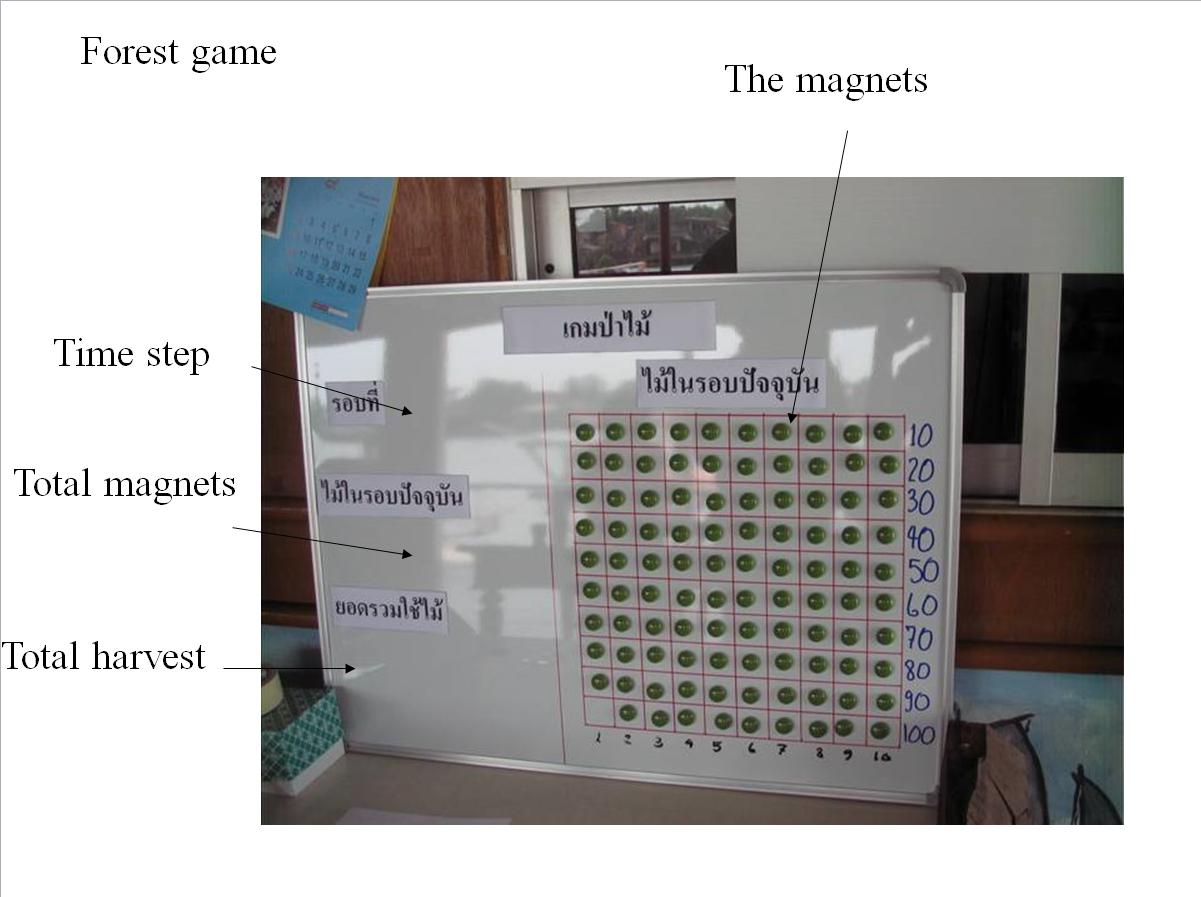 Forest game
The magnets
Time step
Total magnets
Total harvest
เกมป่าไม้
ไม้ในรอบปัจจุบัน
รอบที่
ไม้ในรอบปัจจุบัน
ยอดรวมใช้ไม้
10
20
30
40
50
60
70
80
90
100
1 2 3 4 5 6 7 8 9 10